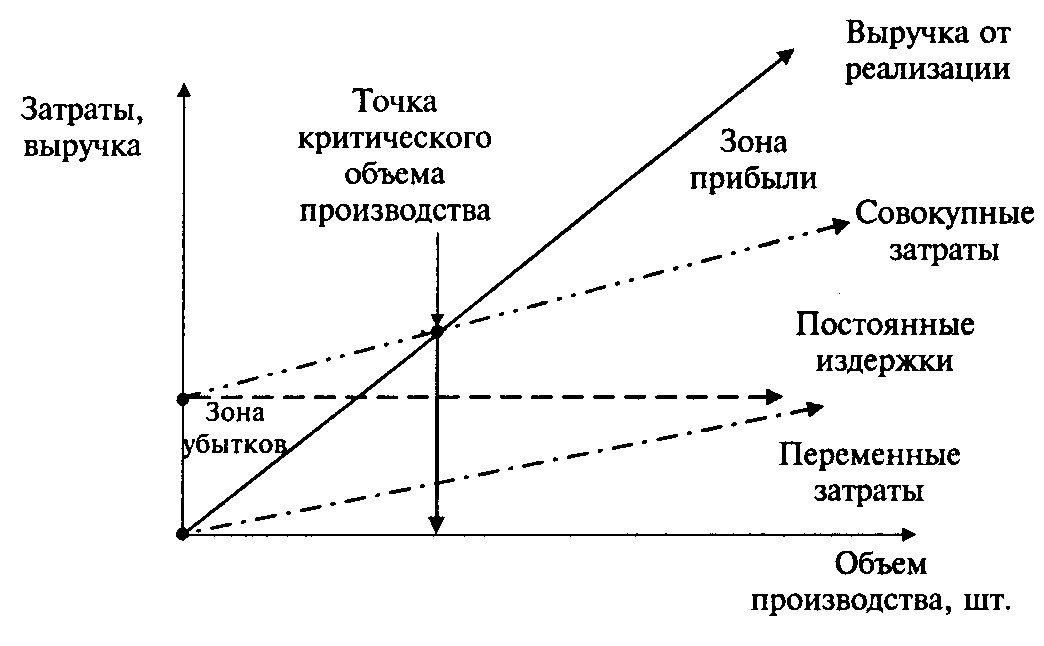 Выручка от
реализации
Затраты,
выручка
Точка
критического
объема
производства
Зона
прибыли
Совокупные
затраты
Постоянные
издержки
Зона
убытков
Переменные
затраты
Объем
производства, шт.